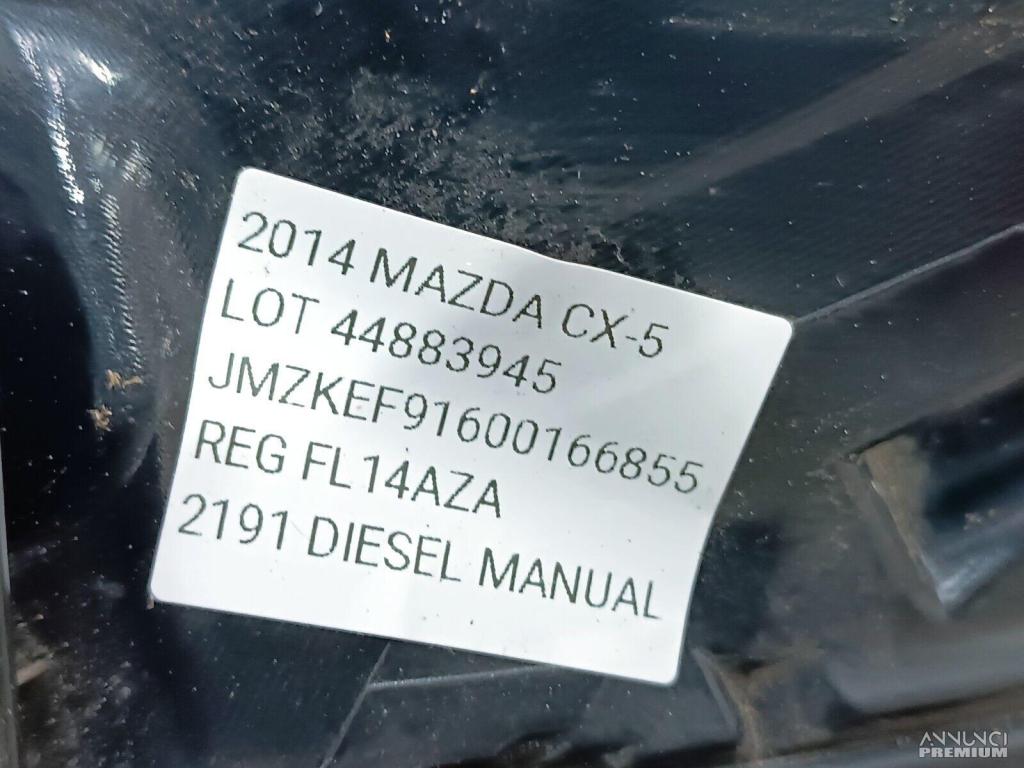 2014 MAZDA CX-5
LOT 44883945
JMZKEF91600166855
REG FL14AZA
2191 DIESEL MANUAL
ANNUNCI
PREMIUM